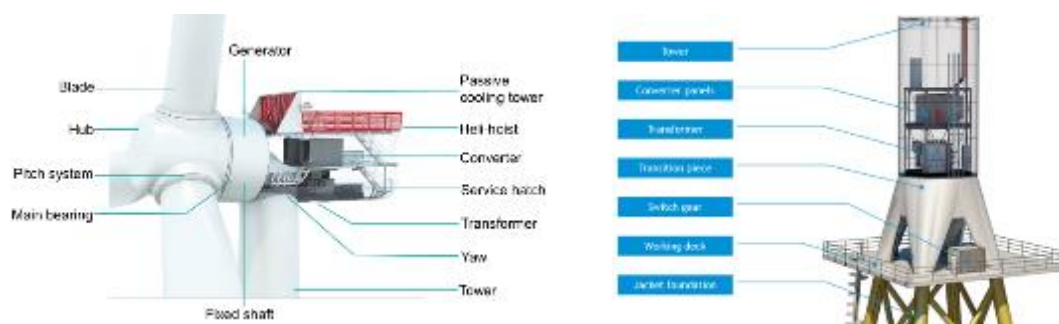 Generator
Blade
Hub
Pitch system
Main bearing
Passive
cooling tower
Heli-hoist
Converter
Service hatch
Transformer
Yaw
Tower
Fixed shaft
Tower
Converter panels
Transformer
Transition piece
Switch gear
Working deck
Jacket foundation